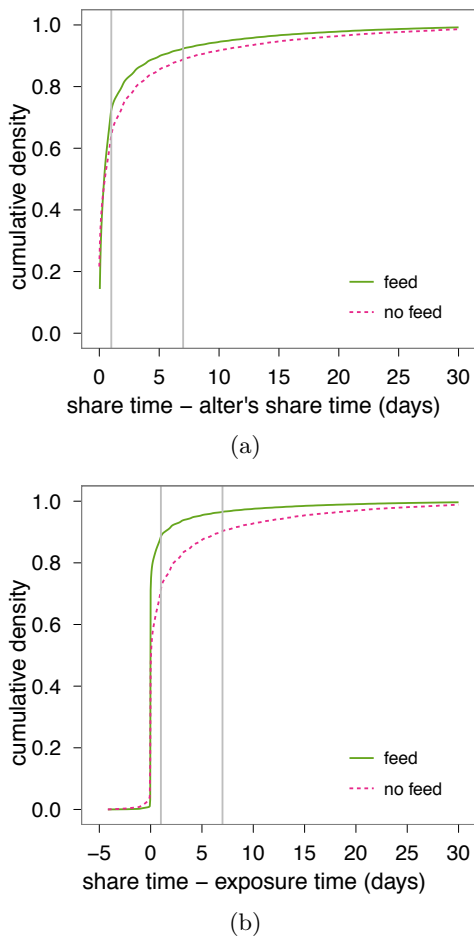 cumulative density
1.0
0.8
0.6
0.4
0.2
0.0
feed
no feed
0 5 10 15 20 25 30
share time − alter's share time (days)
(a)
cumulative density
1.0
0.8
0.6
0.4
0.2
0.0
feed
no feed
−5 0 5 10 15 20 25 30
share time − exposure time (days)
(b)